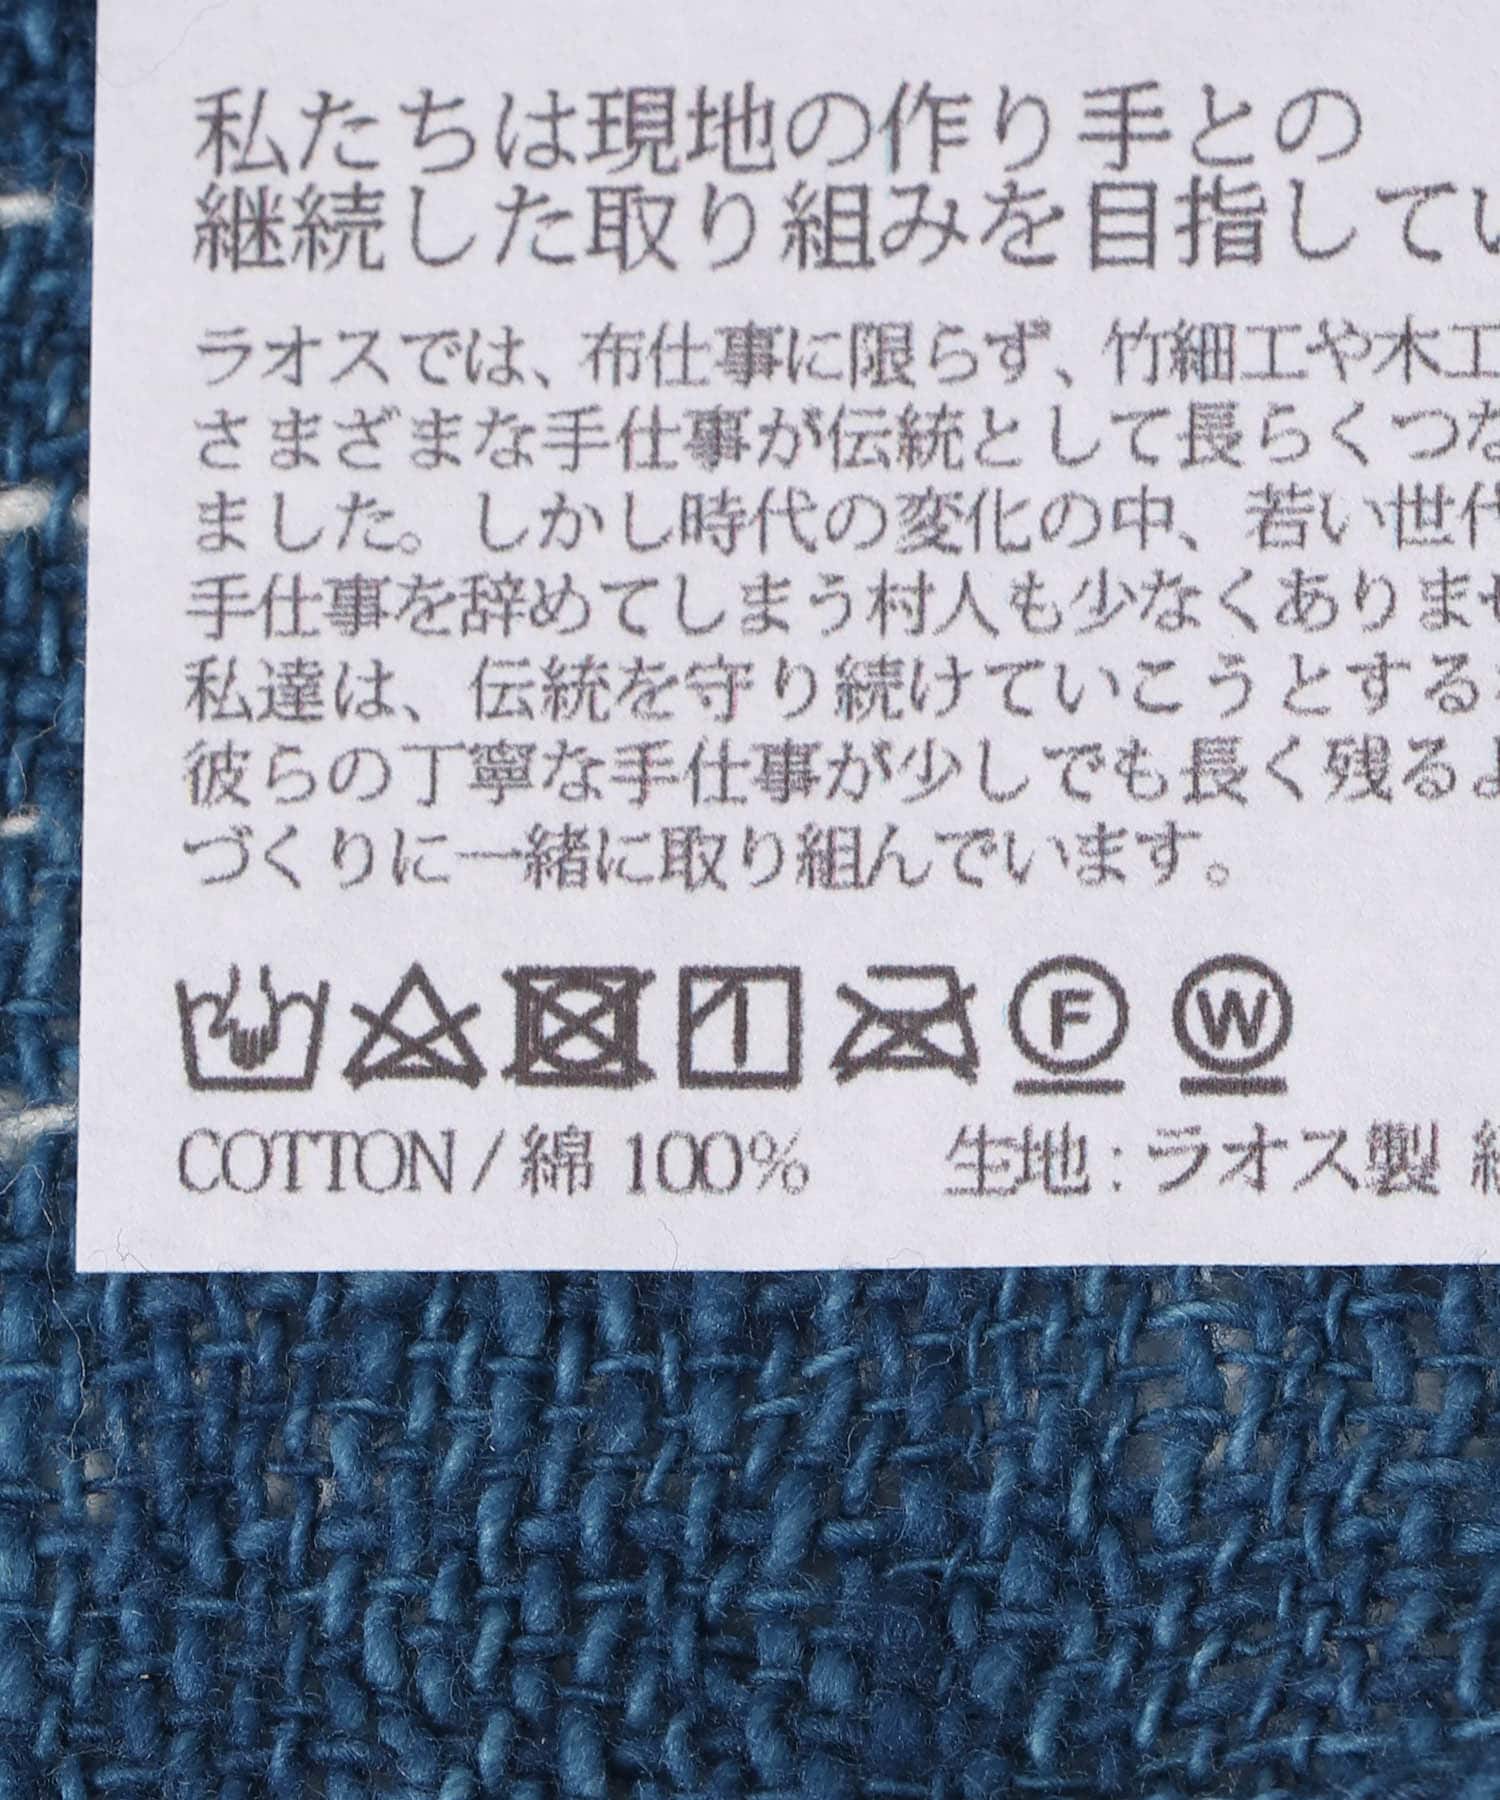 私たちは現地の作り手との
継続した取り組みを目指してい
ラオスでは、布仕事に限らず、竹細工や木工
さまざまな手仕事が伝統として長らくつな
ました。しかし時代の変化の中、若い世代
手仕事を辞めてしまう村人も少なくありませ
私達は、伝統を守り続けていこうとする
彼らの丁寧な手仕事が少しでも長く残るよ
づくりに一緒に取り組んでいます。
F W
COTTON / 綿 100% 生地 : ラオス製